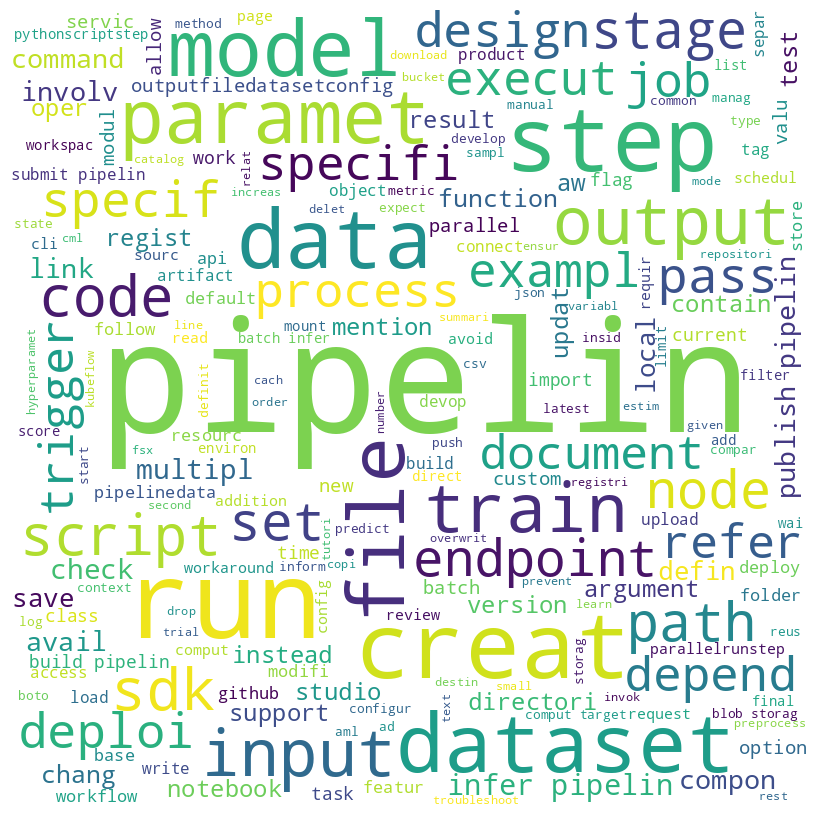 servic
method
page
pythonscriptstep
allow
model
design
stage
separ
download
product
list
test
command
bucket
involv
outputfiledatasetconfig
execut
job
manual
common
manag
oper
modul
paramet
result
develop
step
type
valu
workspac
catalog
work
relat
specifi
sampl
tag
submit pipelin
metric
object
aw
flag
mode
schedul
increas
delet
expect
function
specif
data
parallel
output
store
state
cml
cli
sourc
regist
api
connect
ensur
repositori
link
artifact
exampl
pass
requir
code
default
process
json
variabl
contain
summari
mount
mention
updat
insid
local
limit
follow
line
read
batch infer
avoid
current
trigger
pipelin
csv
import
filter
publish pipelin
hyperparamet
kubeflow
definit
cach
order
number
devop
latest
estim
given
add
score
resourc
file
push
document
compar
start
fsx
environ
build
multipl
direct
custom
registri
pipelinedata
addition
new
train
node
second
script
set
predict
overwrit
upload
wai
tutori
refer
time
workaround
inform
copi
endpoint
prevent
check
defin
deploy
context
config
batch
argument
folder
save
class
run
review
version
learn
reus
log
drop
trial
creat
path
avail
comput
instead
storag
parallelrunstep
build pipelin
modifi
depend
access
sdk
destin
small
boto
load
github
studio
directori
invok
final
configur
text
comput target
request
blob storag
deploi
support
ad
preprocess
base
input
aml
dataset
option
chang
write
infer pipelin
compon
workflow
notebook
task
featur
troubleshoot
rest